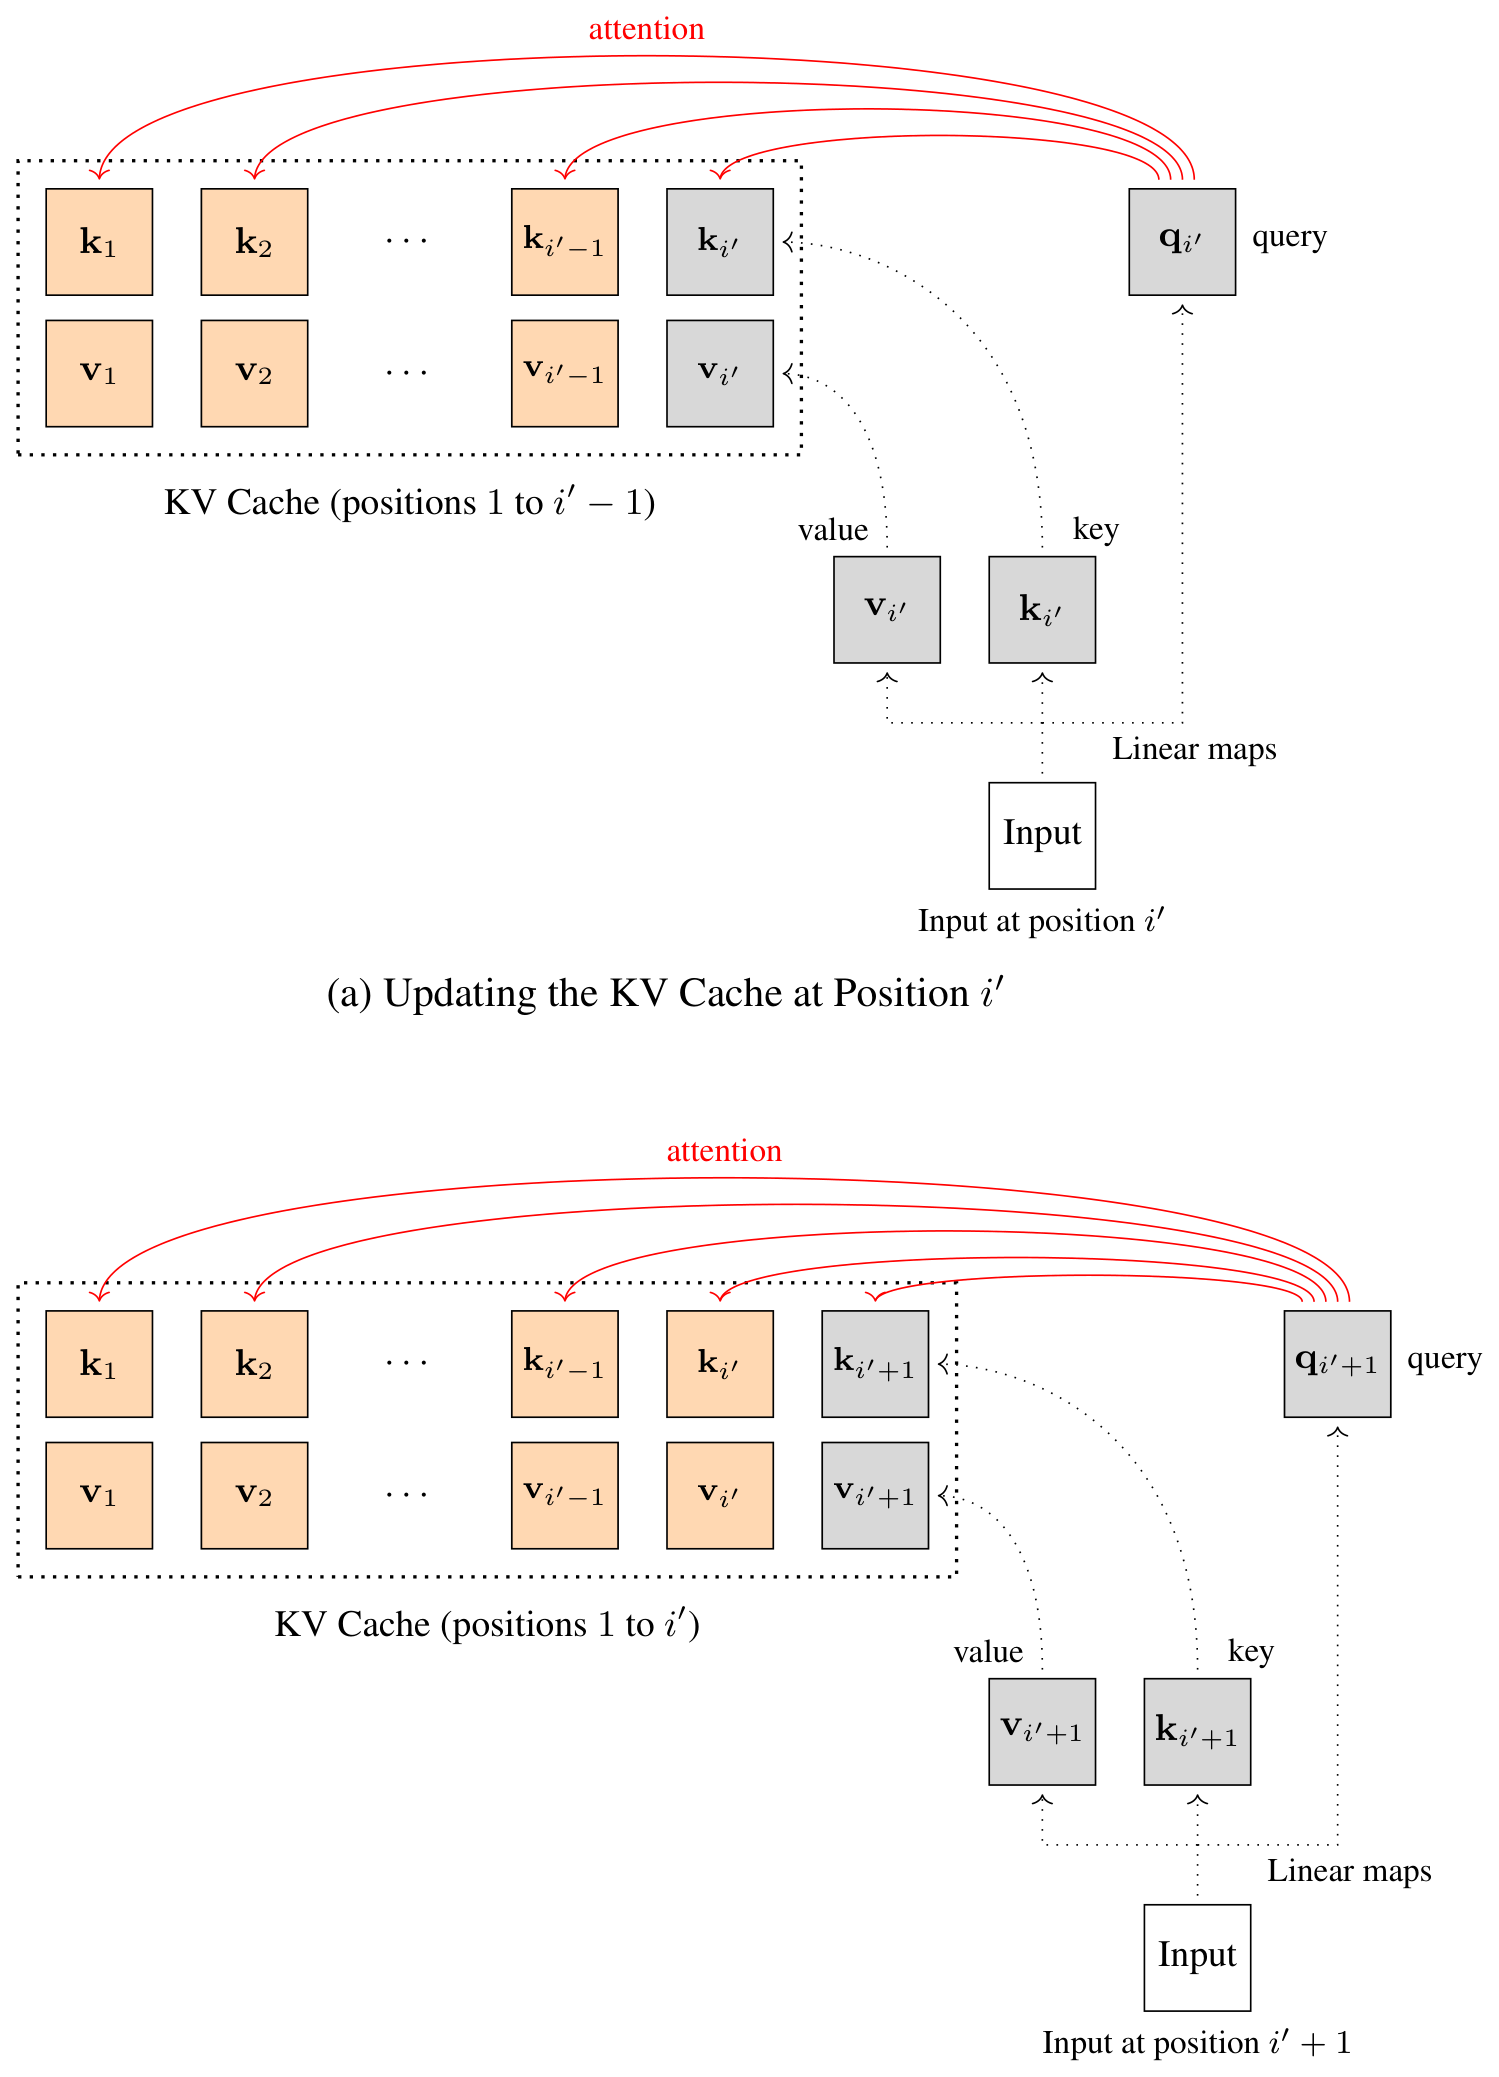 attention
k₁ k₂ ⋯ kᵢ′₋₁ kᵢ′ qᵢ′ query
v₁ v₂ ⋯ vᵢ′₋₁ vᵢ′
KV Cache (positions 1 to i′ − 1)
value key
vᵢ′ kᵢ′
Linear maps
Input
Input at position i′
(a) Updating the KV Cache at Position i′
attention
k₁ k₂ ⋯ kᵢ′₋₁ kᵢ′ kᵢ′₊₁ qᵢ′₊₁ query
v₁ v₂ ⋯ vᵢ′₋₁ vᵢ′ vᵢ′₊₁
KV Cache (positions 1 to i′)
value key
vᵢ′₊₁ kᵢ′₊₁
Linear maps
Input
Input at position i′ + 1